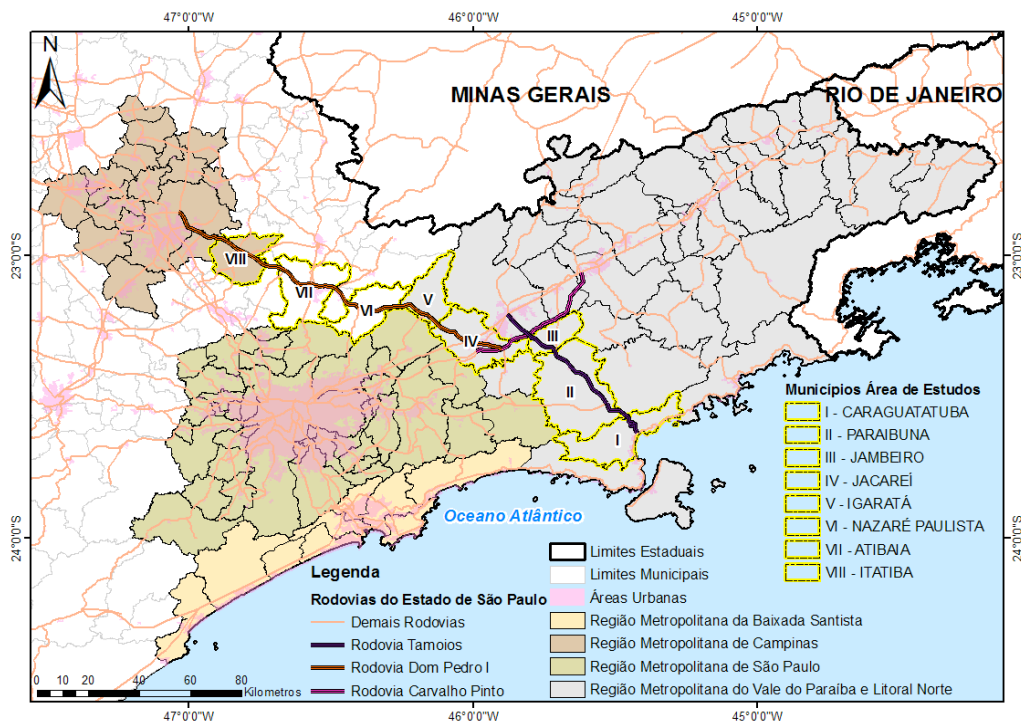 47°0'0"W
46°0'0"W
45°0'0"W
N
MINAS GERAIS
RIO DE JANEIRO
23°0'0"S
23°0'0"S
VIII
VII
VI
V
IV
III
II
I
Oceano Atlântico
24°0'0"S
24°0'0"S
Municípios Área de Estudos
I - CARAGUATATUBA
II - PARAIBUNA
III - JAMBEIRO
IV - JACAREÍ
V - IGARATÁ
VI - NAZARÉ PAULISTA
VII - ATIBAIA
VIII - ITATIBA
Legenda
Rodovias do Estado de São Paulo
Demais Rodovias
Rodovia Tamoios
Rodovia Dom Pedro I
Rodovia Carvalho Pinto
Limites Estaduais
Limites Municipais
Áreas Urbanas
Região Metropolitana da Baixada Santista
Região Metropolitana de Campinas
Região Metropolitana de São Paulo
Região Metropolitana do Vale do Paraíba e Litoral Norte
0 10 20 40 60 80
Kilometros
47°0'0"W
46°0'0"W
45°0'0"W